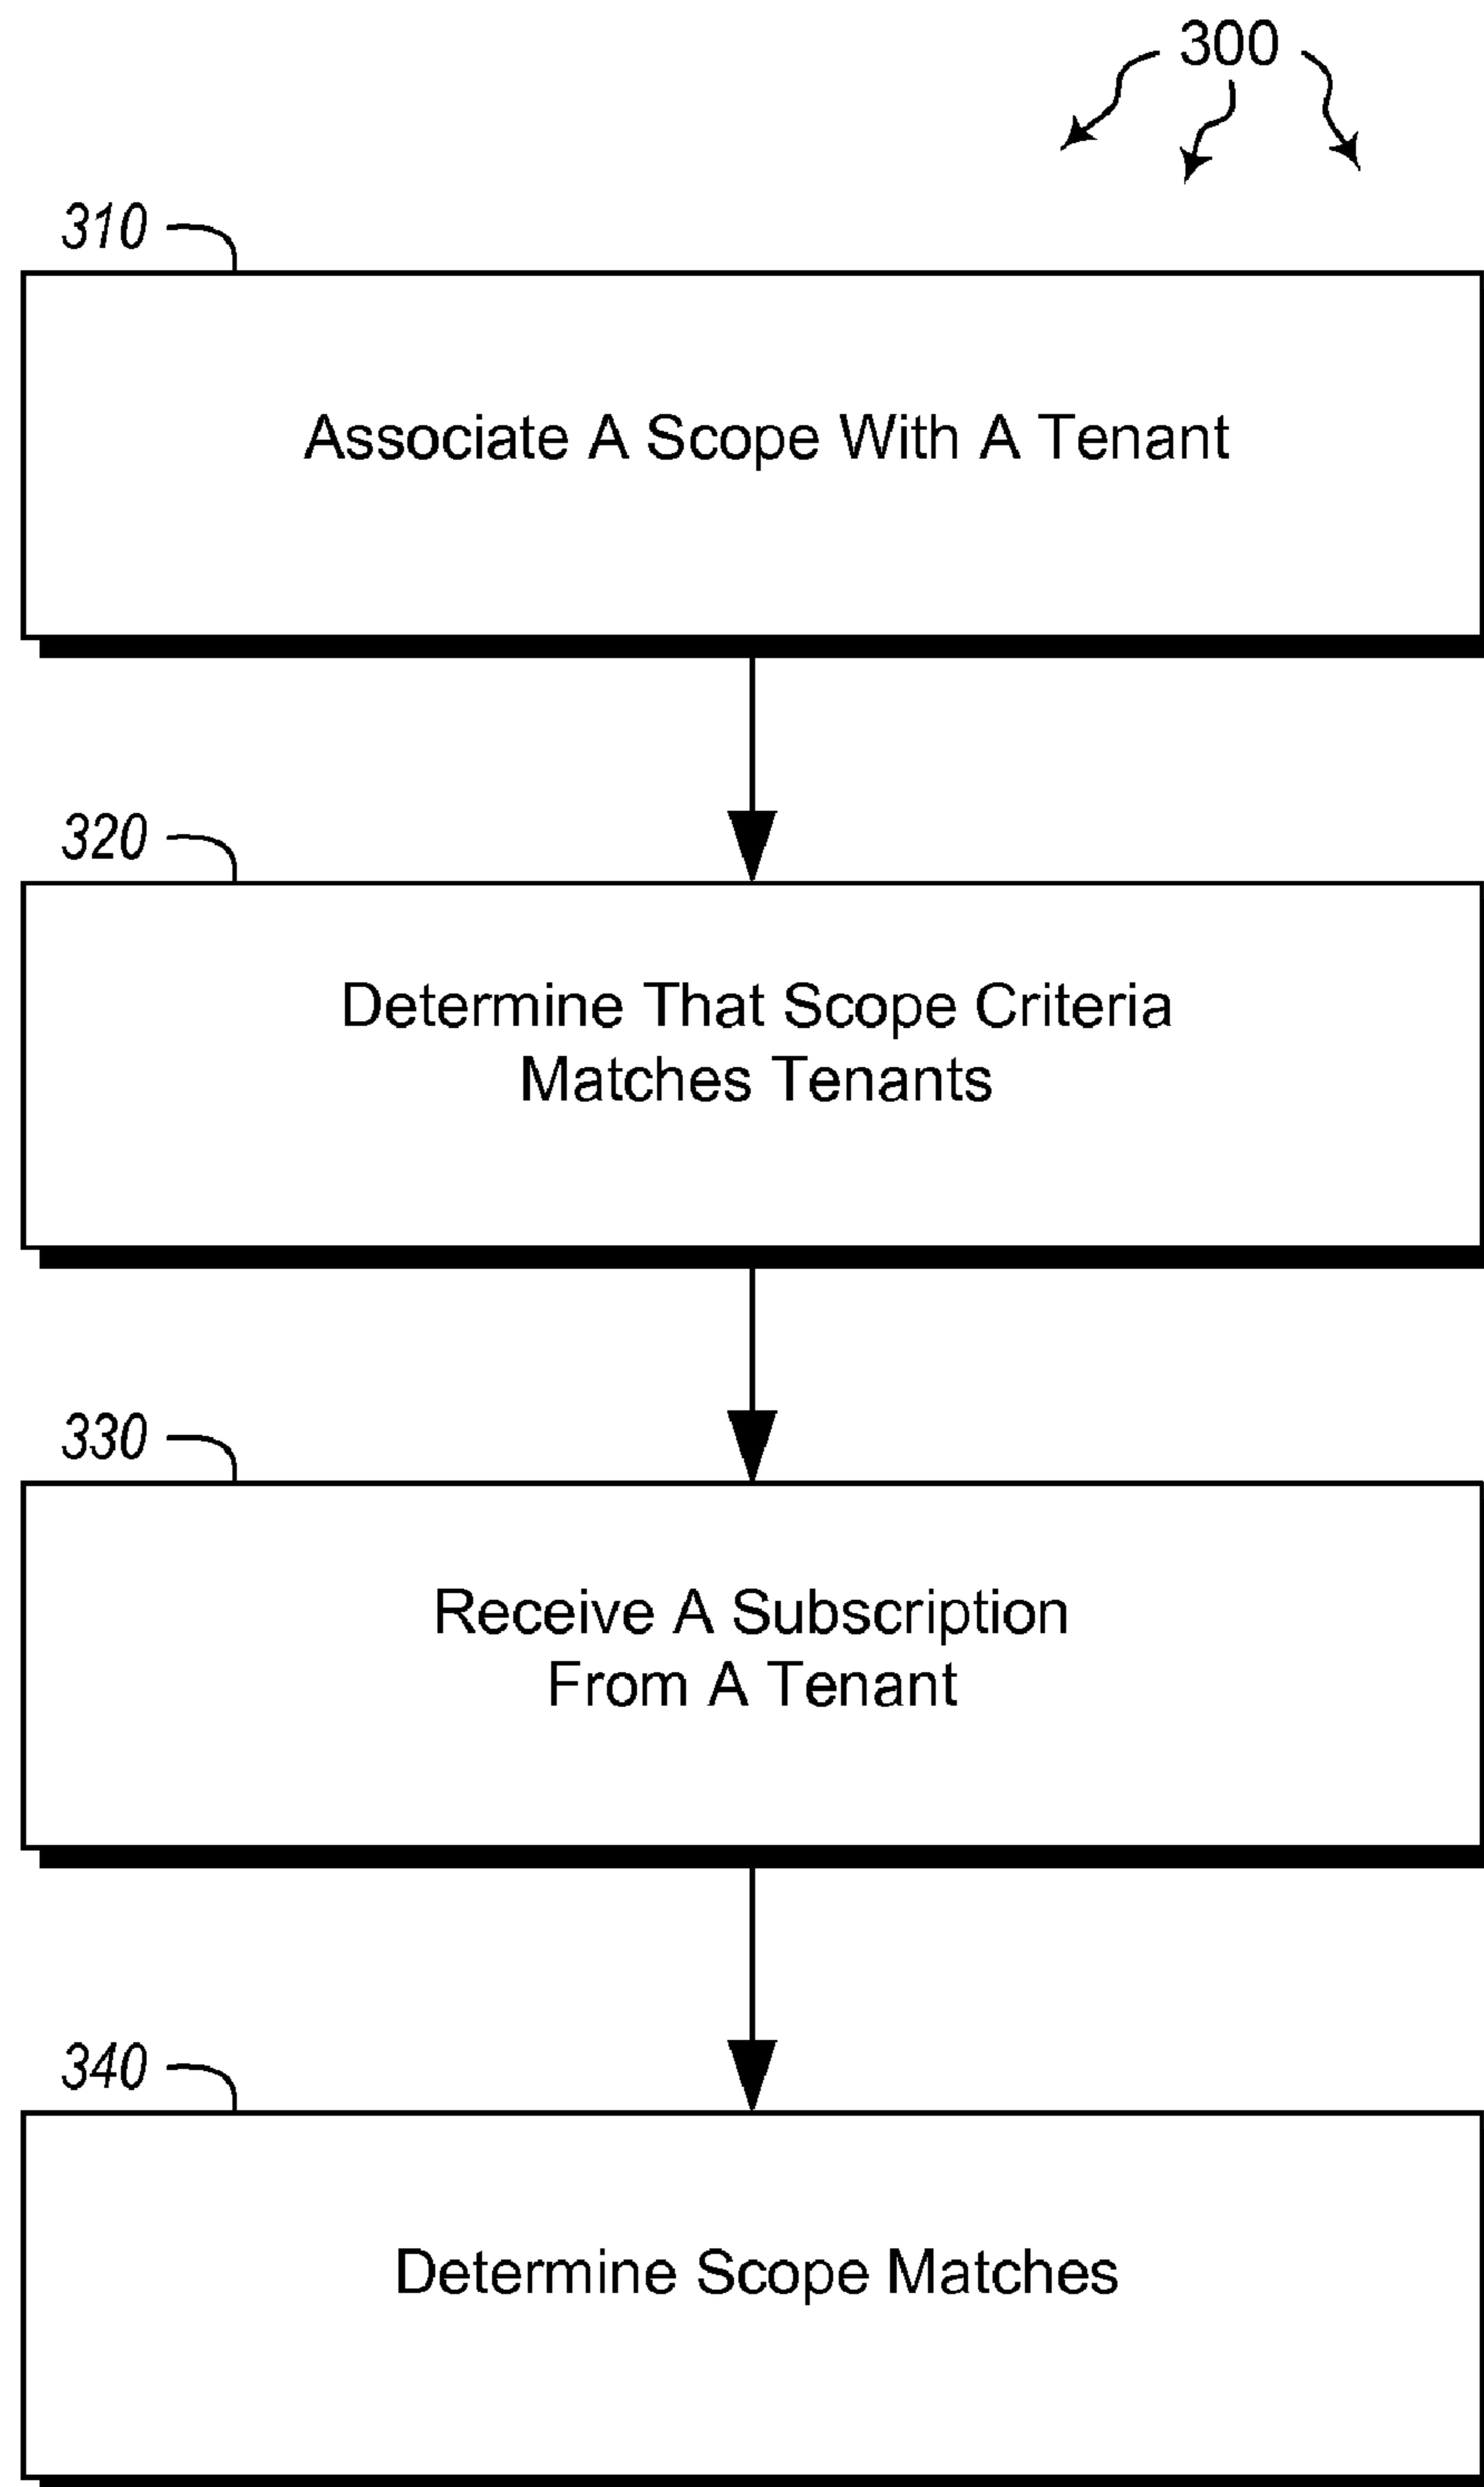 300
310
Associate A Scope With A Tenant
320
Determine That Scope Criteria
Matches Tenants
330
Receive A Subscription
From A Tenant
340
Determine Scope Matches